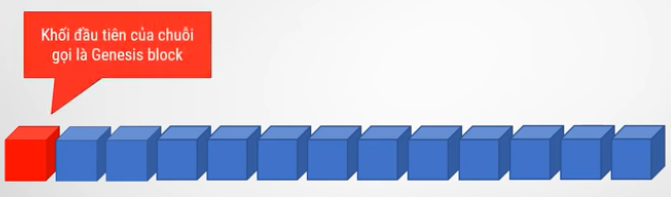 Khối đầu tiên của chuỗi
gọi là Genesis block